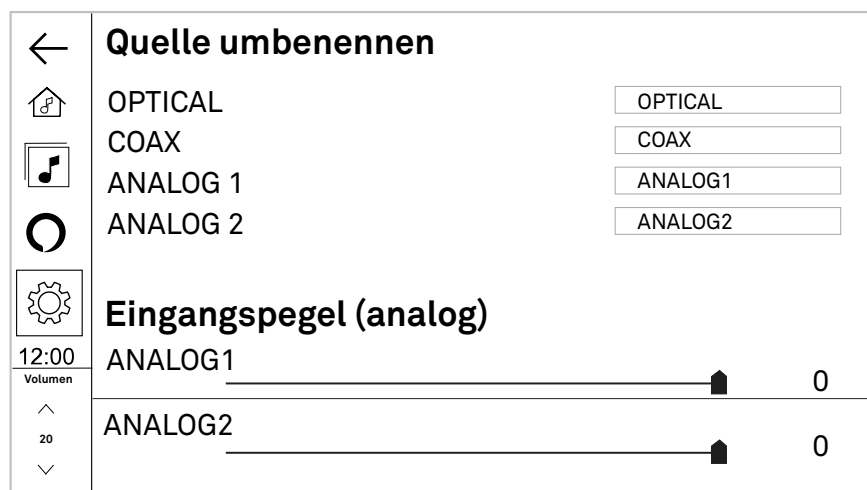 Quelle umbenennen
OPTICAL OPTICAL
COAX COAX
ANALOG 1 ANALOG1
ANALOG 2 ANALOG2
Eingangspegel (analog)
12:00
Volumen
20
ANALOG1 0
ANALOG2 0